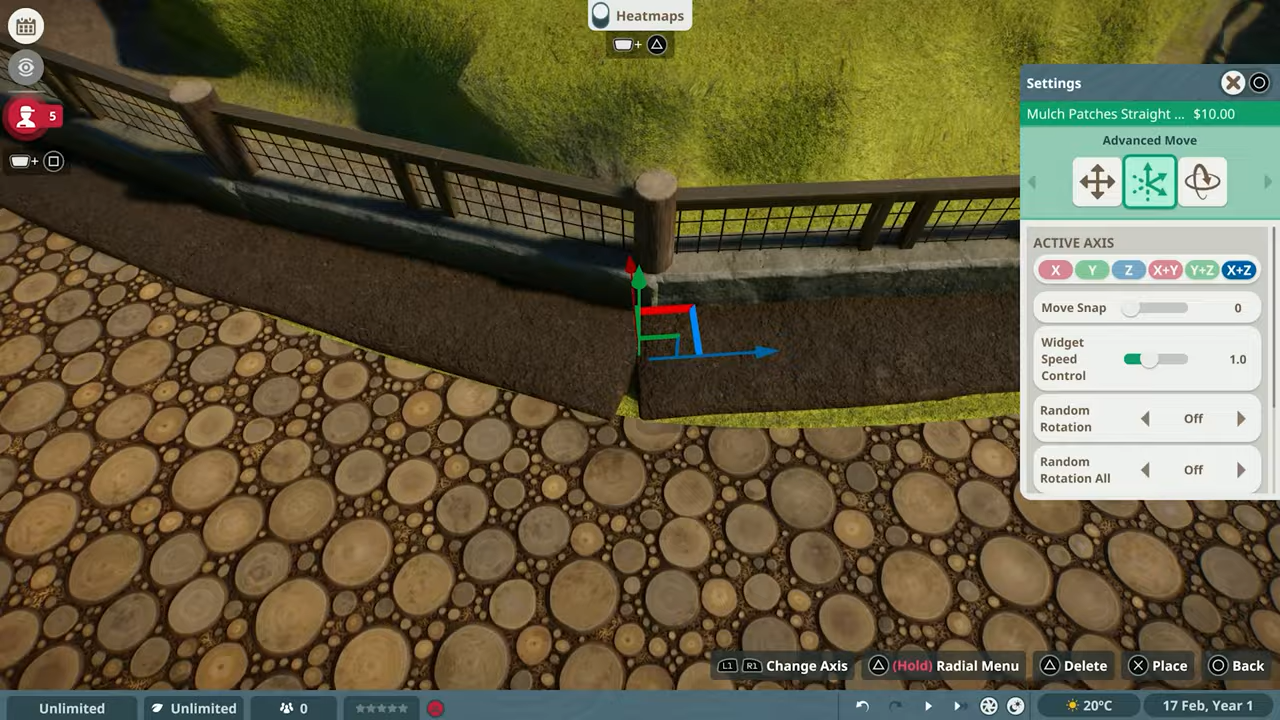 Heatmaps
+
5
+
Settings
Mulch Patches Straight ... $10.00
Advanced Move
ACTIVE AXIS
X Y Z X+Y Y+Z X+Z
Move Snap 0
Widget
Speed 1.0
Control
Random
Rotation Off
Random
Rotation All Off
L1 R1 Change Axis (Hold) Radial Menu Delete Place Back
Unlimited Unlimited 0 20°C 17 Feb, Year 1